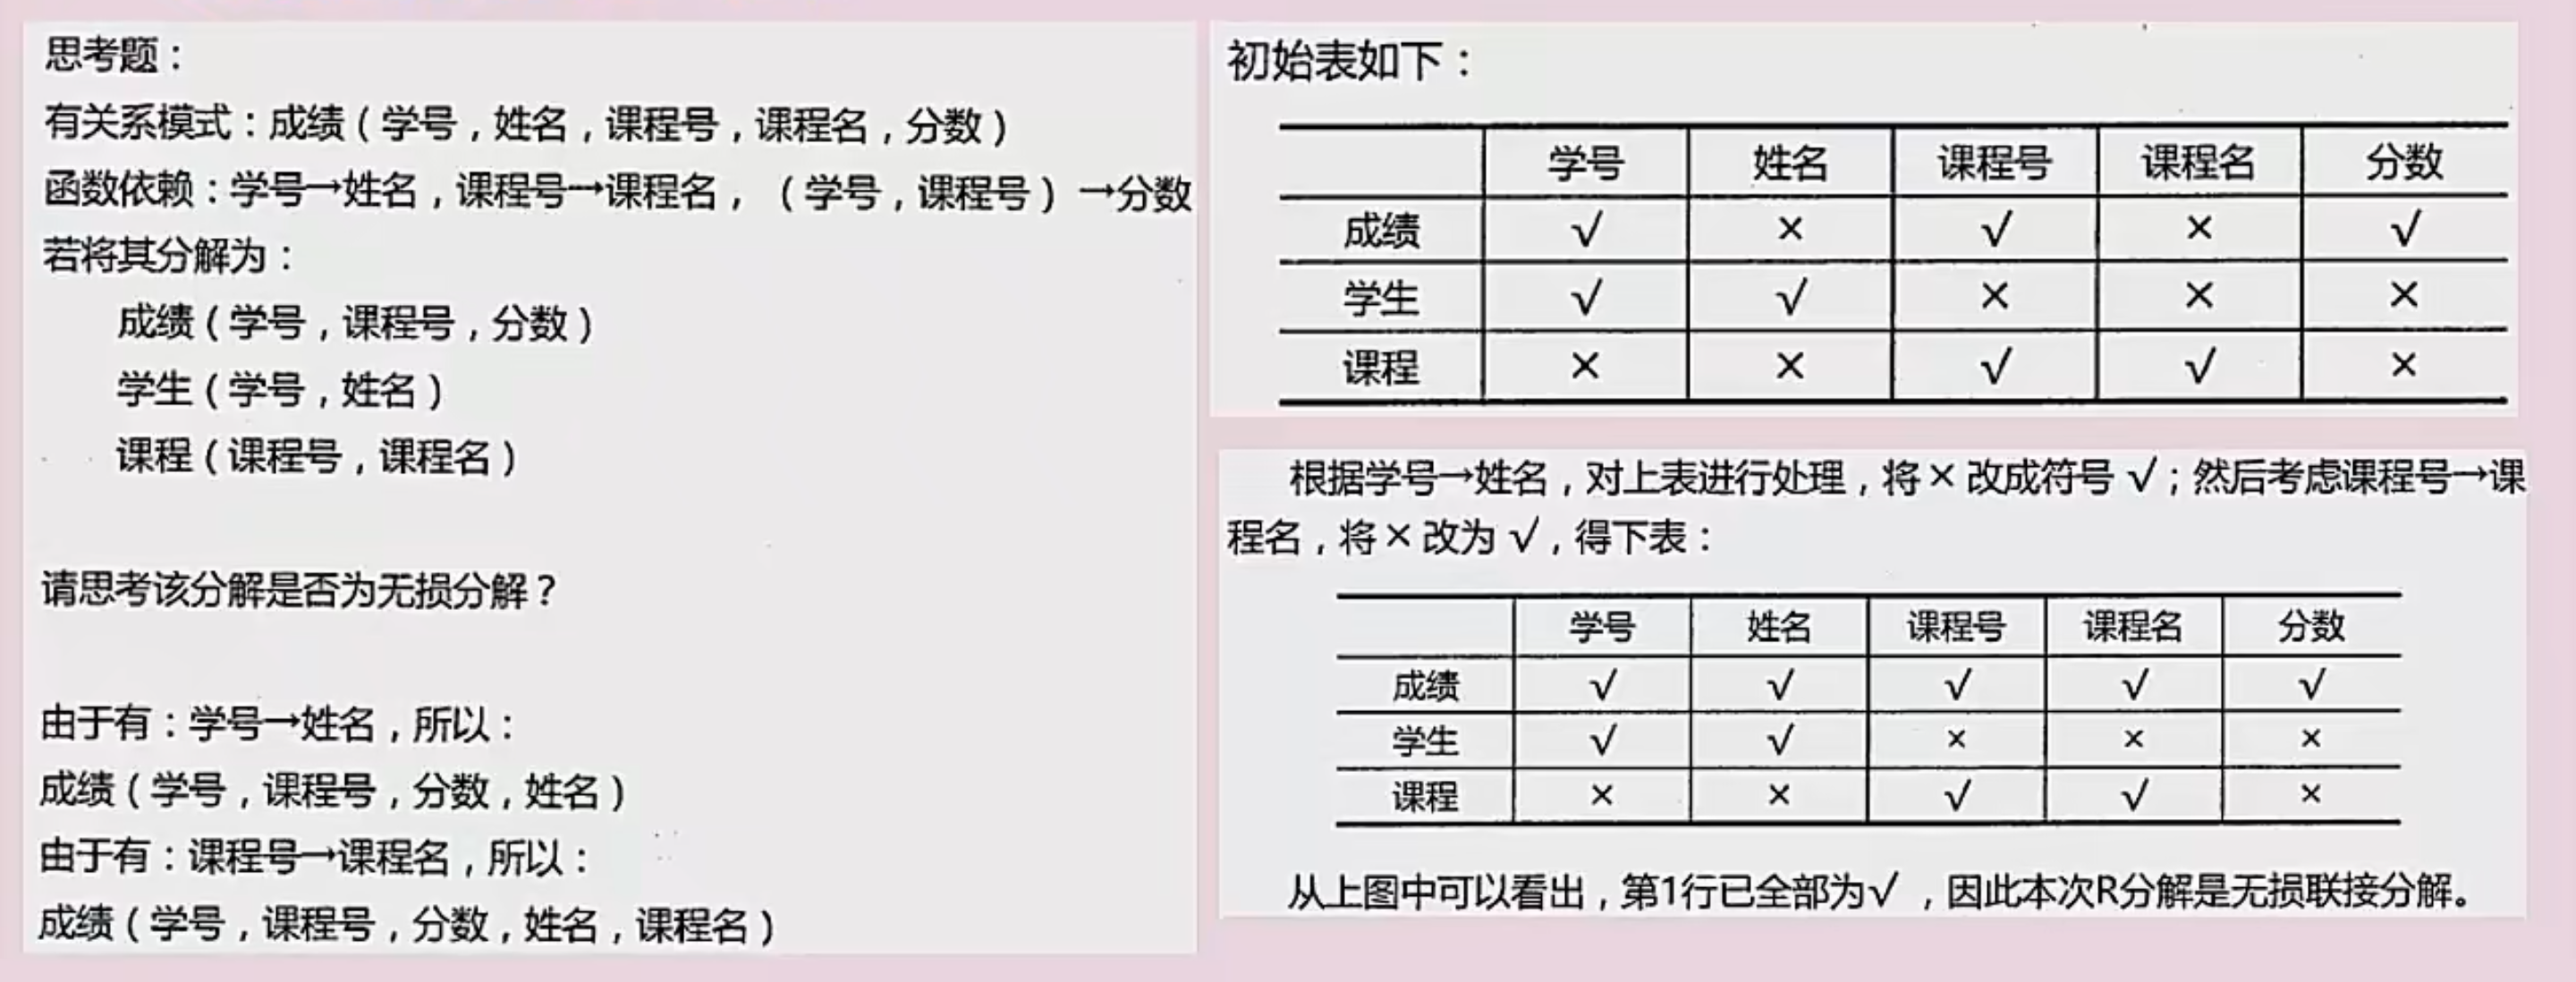 思考题：
有关系模式：成绩（学号，姓名，课程号，课程名，分数）
函数依赖：学号→姓名，课程号→课程名，（学号，课程号）→分数
若将其分解为：
成绩（学号，课程号，分数）
学生（学号，姓名）
课程（课程号，课程名）
请思考该分解是否为无损分解？
由于有：学号→姓名，所以：
成绩（学号，课程号，分数，姓名）
由于有：课程号→课程名，所以：
成绩（学号，课程号，分数，姓名，课程名）
初始表如下：
学号 姓名 课程号 课程名 分数
成绩 √ × √ × √
学生 √ √ × × ×
课程 × × √ √ ×
根据学号→姓名，对上表进行处理，将×改成符号√；然后考虑课程号→课
程名，将×改为√，得下表：
学号 姓名 课程号 课程名 分数
成绩 √ √ √ √ √
学生 √ √ × × ×
课程 × × √ √ ×
从上图中可以看出，第1行已全部为√，因此本次R分解是无损联接分解。